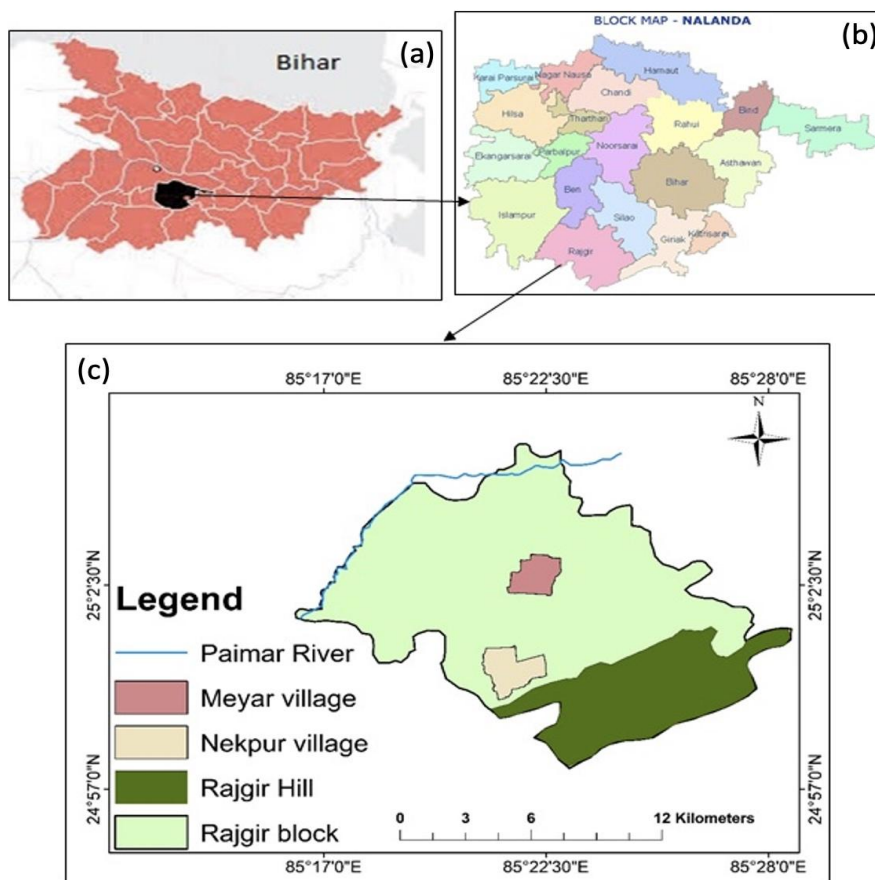 (a)
Bihar
BLOCK MAP - NALANDA
(b)
Karai Parsurai
Nagar Nausa
Harnaut
Chandi
Hilsa
Tharthari
Rahui
Bind
Sarmera
Noorsarai
Ekangarsarai
Parbalpur
Asthawan
Ben
Bihar
Islampur
Silao
Giriak
Katrisarai
Rajgir
(c)
85°17'0"E
85°22'30"E
85°28'0"E
N
25°2'30"N
25°2'30"N
Legend
Paimar River
Meyar village
Nekpur village
Rajgir Hill
Rajgir block
24°57'0"N
24°57'0"N
0 3 6 12 Kilometers
85°17'0"E
85°22'30"E
85°28'0"E